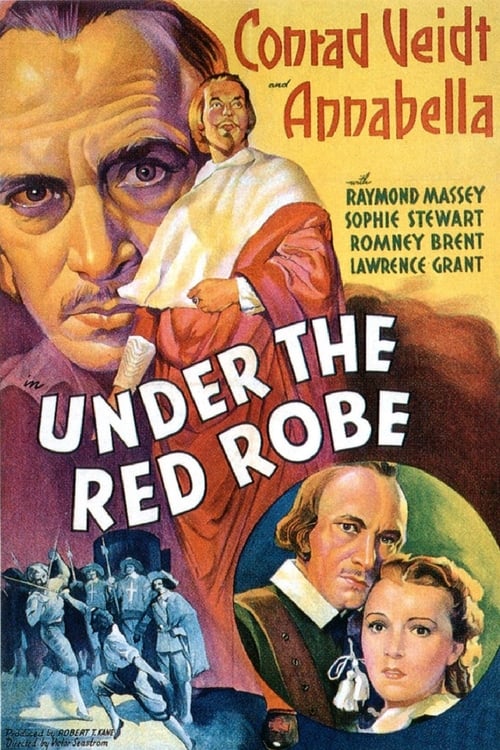 Conrad Veidt
and
Annabella
with
RAYMOND MASSEY
SOPHIE STEWART
ROMNEY BRENT
LAWRENCE GRANT
in
UNDER THE
RED ROBE
Produced by ROBERT T. KANE
Directed by Victor Seastrom